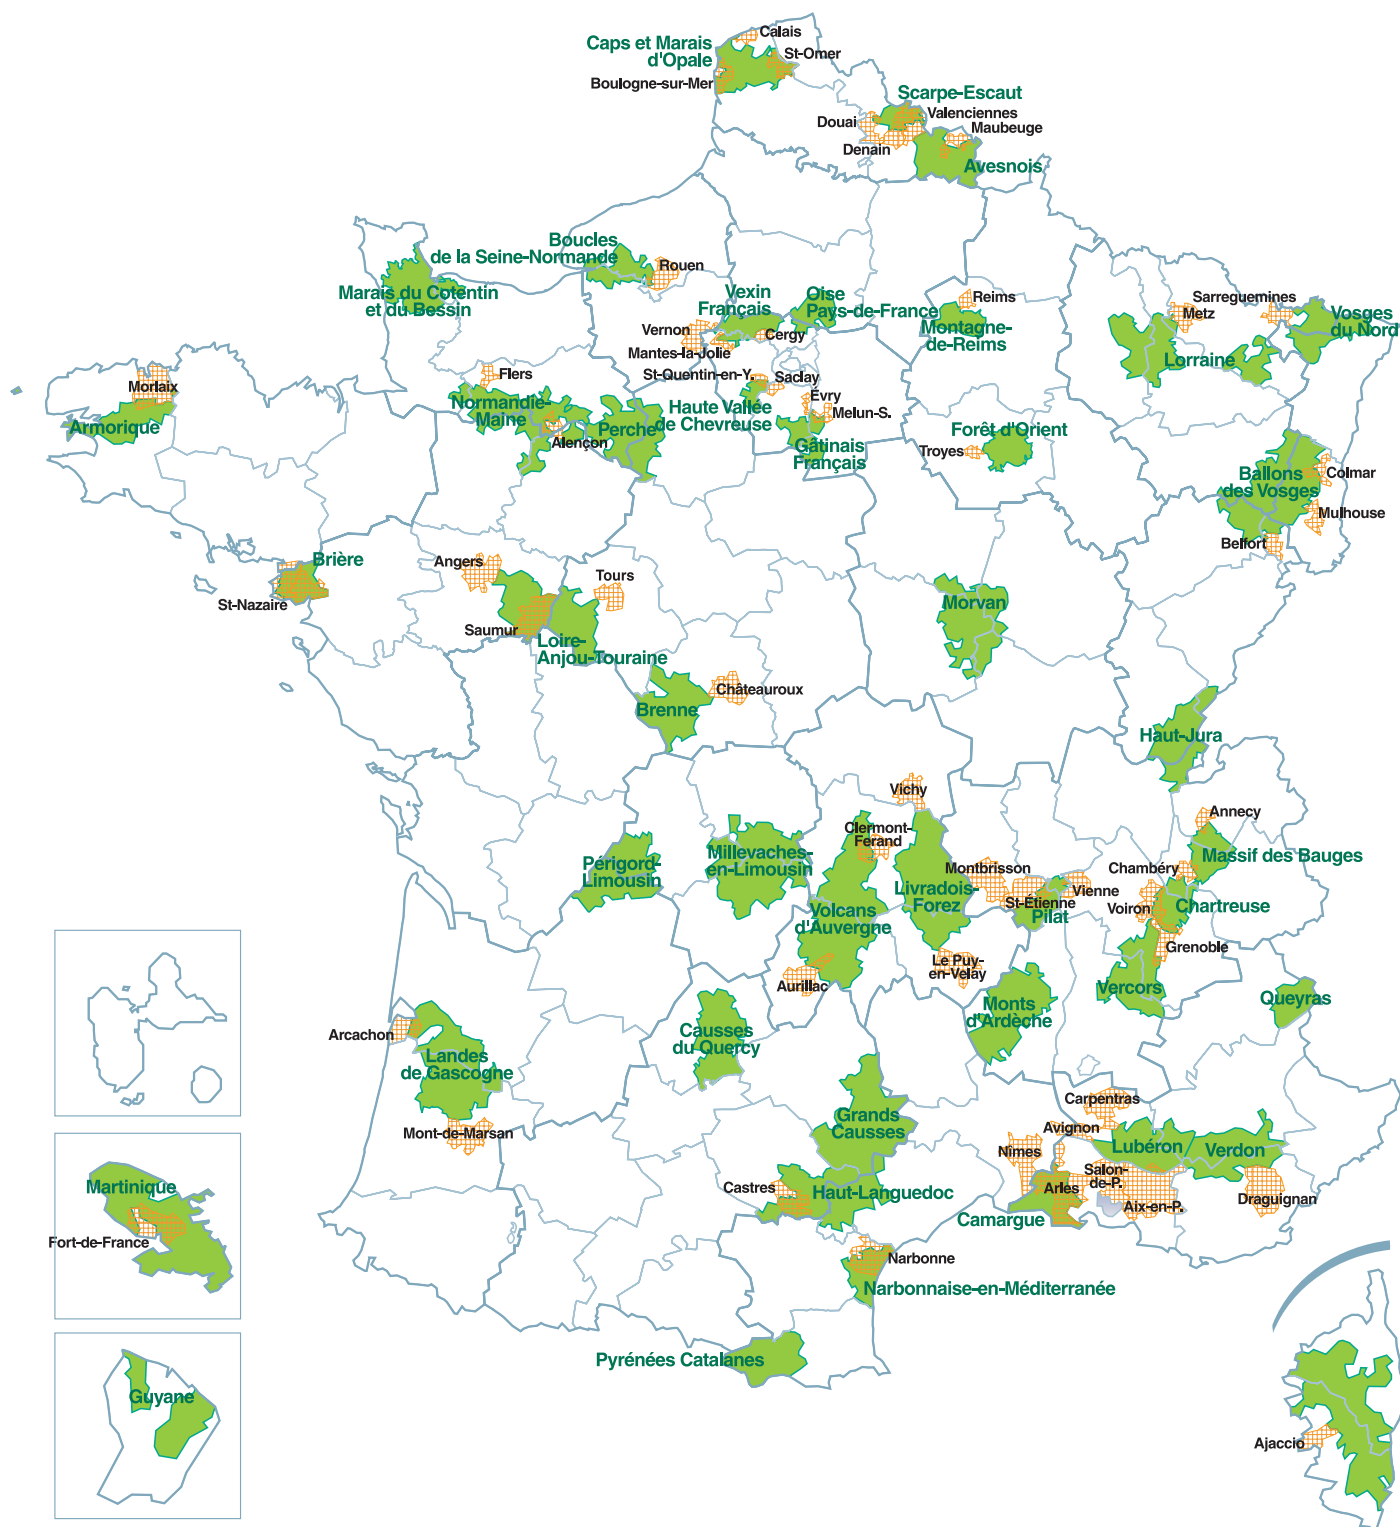 Calais
Caps et Marais
d'Opale
St-Omer
Boulogne-sur-Mer
Scarpe-Escaut
Valenciennes
Douai
Maubeuge
Denain
Avesnois
Boucles
de la Seine-Normande
Rouen
Marais du Cotentin
et du Bessin
Vexin
Français
Oise
Pays-de-France
Reims
Montagne-
de-Reims
Sarreguemines
Metz
Vosges
du Nord
Lorraine
Vernon
Cergy
Mantes-la-Jolie
St-Quentin-en-Y.
Saclay
Évry
Melun-S.
Haute Vallée
de Chevreuse
Gâtinais
Français
Flers
Normandie-
Maine
Alençon
Perche
Morlaix
Armorique
Forêt d'Orient
Troyes
Ballons
des Vosges
Colmar
Mulhouse
Belfort
Brière
St-Nazaire
Angers
Tours
Saumur
Loire-
Anjou-Touraine
Morvan
Châteauroux
Brenne
Haut-Jura
Vichy
Annecy
Clermont-
Ferand
Massif des Bauges
Périgord-
Limousin
Millevaches-
en-Limousin
Montbrisson
Livradois-
Forez
Chambéry
Vienne
St-Étienne
Pilat
Voiron
Chartreuse
Volcans
d'Auvergne
Grenoble
Le Puy-
en-Velay
Aurillac
Vercors
Queyras
Monts
d'Ardèche
Arcachon
Landes
de Gascogne
Causses
du Quercy
Mont-de-Marsan
Grands
Causses
Carpentras
Avignon
Nîmes
Lubéron
Verdon
Salon-
de-P.
Arles
Aix-en-P.
Draguignan
Camargue
Castres
Haut-Languedoc
Narbonne
Narbonnaise-en-Méditerranée
Pyrénées Catalanes
Martinique
Fort-de-France
Guyane
Ajaccio